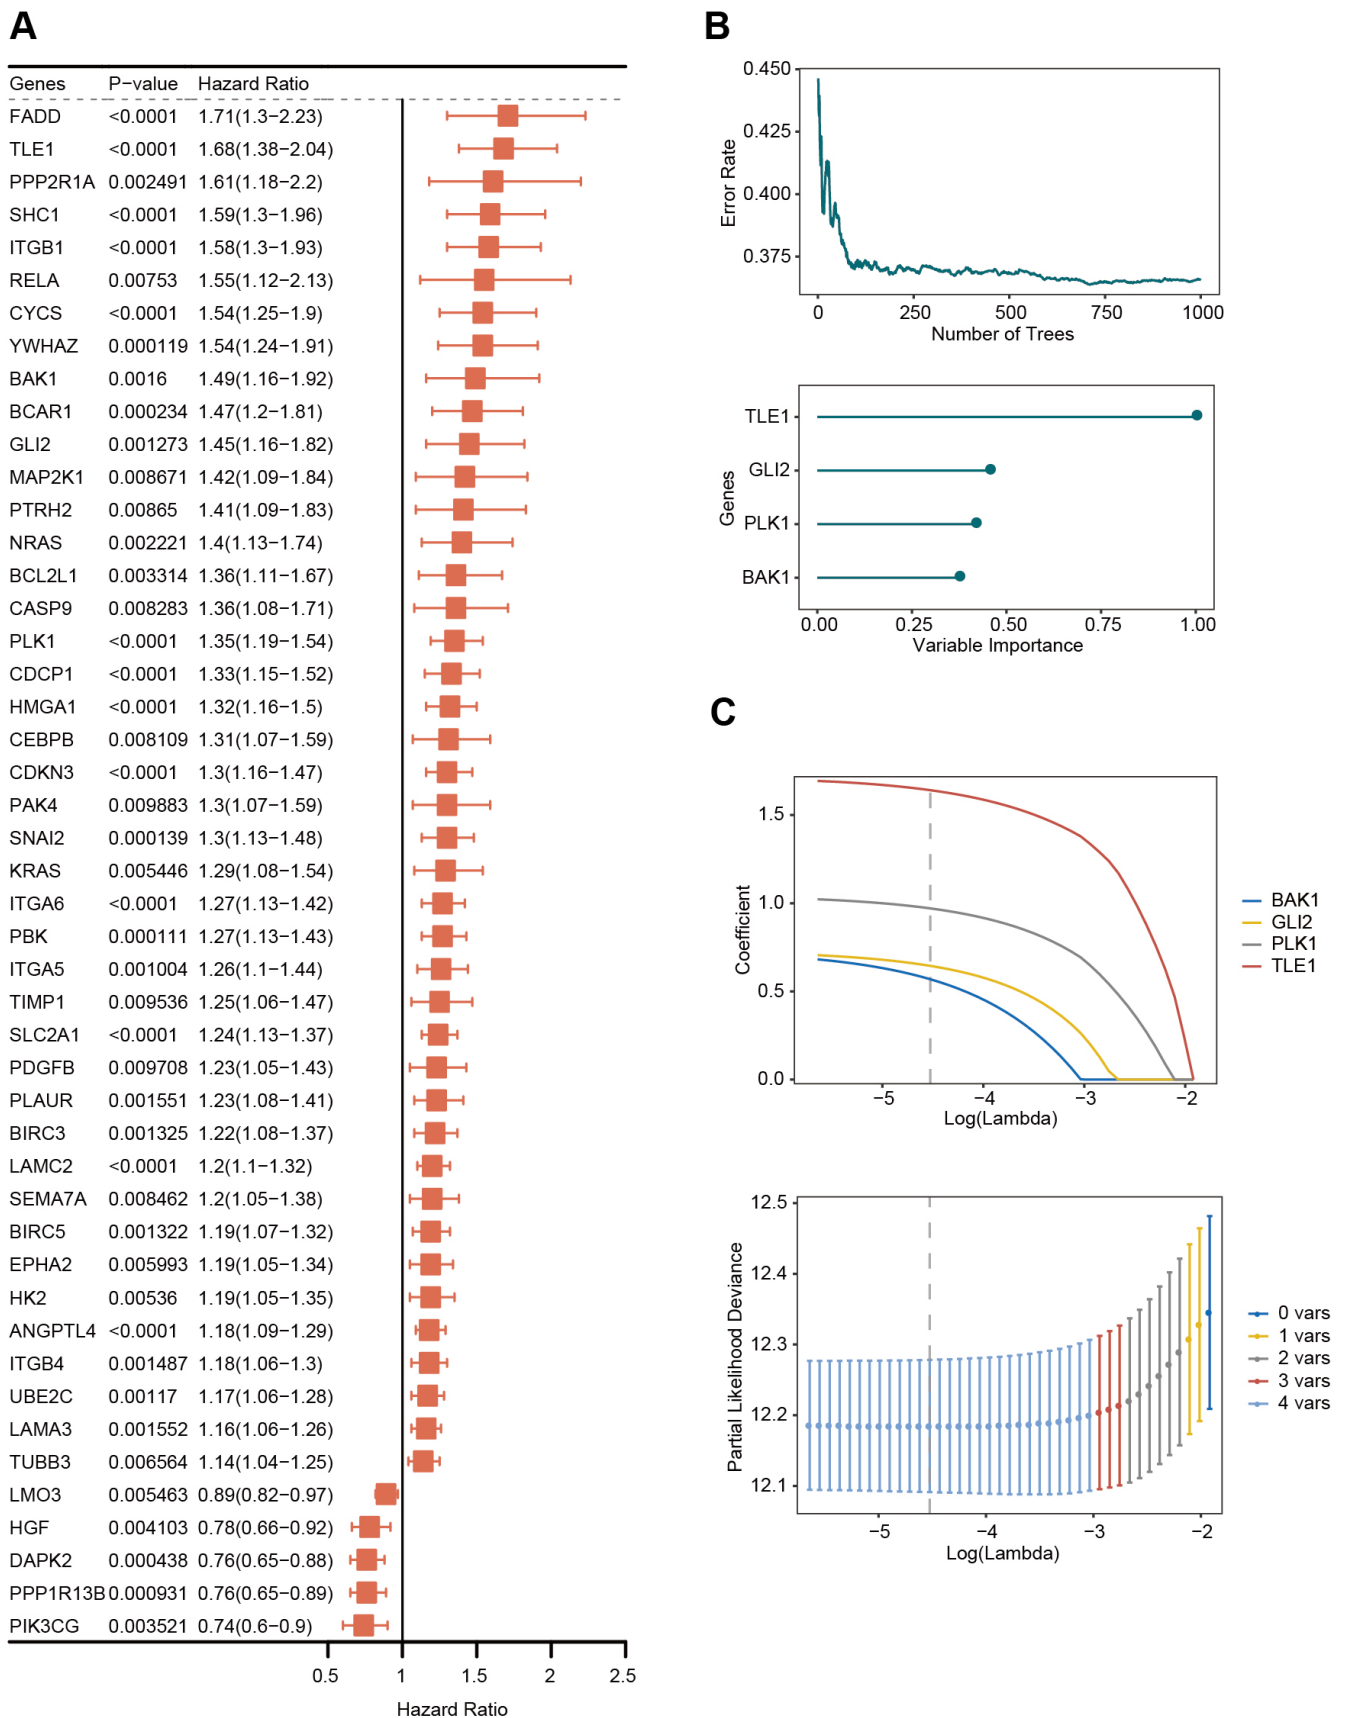 A
Genes P−value Hazard Ratio
FADD <0.0001 1.71(1.3−2.23)
TLE1 <0.0001 1.68(1.38−2.04)
PPP2R1A 0.002491 1.61(1.18−2.2)
SHC1 <0.0001 1.59(1.3−1.96)
ITGB1 <0.0001 1.58(1.3−1.93)
RELA 0.00753 1.55(1.12−2.13)
CYCS <0.0001 1.54(1.25−1.9)
YWHAZ 0.000119 1.54(1.24−1.91)
BAK1 0.0016 1.49(1.16−1.92)
BCAR1 0.000234 1.47(1.2−1.81)
GLI2 0.001273 1.45(1.16−1.82)
MAP2K1 0.008671 1.42(1.09−1.84)
PTRH2 0.00865 1.41(1.09−1.83)
NRAS 0.002221 1.4(1.13−1.74)
BCL2L1 0.003314 1.36(1.11−1.67)
CASP9 0.008283 1.36(1.08−1.71)
PLK1 <0.0001 1.35(1.19−1.54)
CDCP1 <0.0001 1.33(1.15−1.52)
HMGA1 <0.0001 1.32(1.16−1.5)
CEBPB 0.008109 1.31(1.07−1.59)
CDKN3 <0.0001 1.3(1.16−1.47)
PAK4 0.009883 1.3(1.07−1.59)
SNAI2 0.000139 1.3(1.13−1.48)
KRAS 0.005446 1.29(1.08−1.54)
ITGA6 <0.0001 1.27(1.13−1.42)
PBK 0.000111 1.27(1.13−1.43)
ITGA5 0.001004 1.26(1.1−1.44)
TIMP1 0.009536 1.25(1.06−1.47)
SLC2A1 <0.0001 1.24(1.13−1.37)
PDGFB 0.009708 1.23(1.05−1.43)
PLAUR 0.001551 1.23(1.08−1.41)
BIRC3 0.001325 1.22(1.08−1.37)
LAMC2 <0.0001 1.2(1.1−1.32)
SEMA7A 0.008462 1.2(1.05−1.38)
BIRC5 0.001322 1.19(1.07−1.32)
EPHA2 0.005993 1.19(1.05−1.34)
HK2 0.00536 1.19(1.05−1.35)
ANGPTL4 <0.0001 1.18(1.09−1.29)
ITGB4 0.001487 1.18(1.06−1.3)
UBE2C 0.00117 1.17(1.06−1.28)
LAMA3 0.001552 1.16(1.06−1.26)
TUBB3 0.006564 1.14(1.04−1.25)
LMO3 0.005463 0.89(0.82−0.97)
HGF 0.004103 0.78(0.66−0.92)
DAPK2 0.000438 0.76(0.65−0.88)
PPP1R13B 0.000931 0.76(0.65−0.89)
PIK3CG 0.003521 0.74(0.6−0.9)
0.5 1 1.5 2 2.5
Hazard Ratio
B
Error Rate
0.450
0.425
0.400
0.375
0 250 500 750 1000
Number of Trees
Genes
TLE1
GLI2
PLK1
BAK1
0.00 0.25 0.50 0.75 1.00
Variable Importance
C
Coefficient
1.5
1.0
0.5
0.0
−5 −4 −3 −2
Log(Lambda)
BAK1
GLI2
PLK1
TLE1
Partial Likelihood Deviance
12.5
12.4
12.3
12.2
12.1
−5 −4 −3 −2
Log(Lambda)
0 vars
1 vars
2 vars
3 vars
4 vars